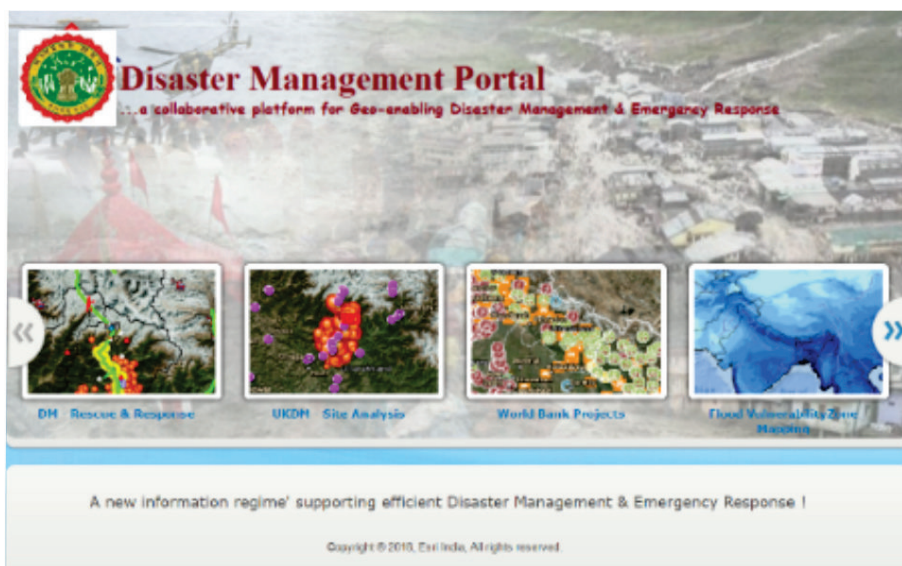 Disaster Management Portal
...a collaborative platform for Geo-enabling Disaster Management & Emergency Response
DM Rescue & Response
UKDM Site Analysis
World Bank Projects
Flood Vulnerability Zone
Mapping
A new information regime' supporting efficient Disaster Management & Emergency Response !
Copyright © 2016, Esri India, All rights reserved.